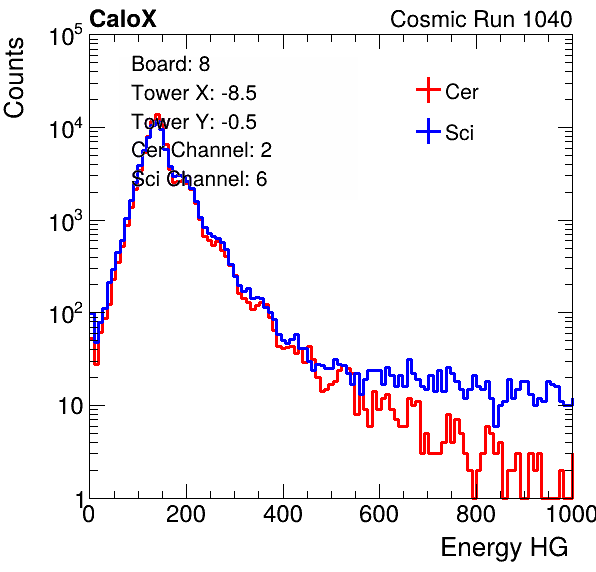 CaloX Cosmic Run 1040
Counts
10^5
10^4
10^3
10^2
10
1
Board: 8
Tower X: -8.5
Tower Y: -0.5
Cer Channel: 2
Sci Channel: 6
Cer
Sci
0 200 400 600 800 1000
Energy HG